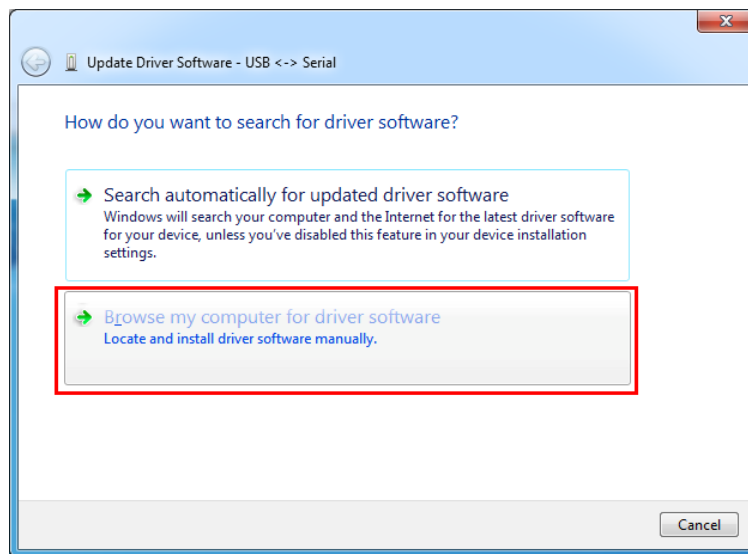 Update Driver Software - USB <-> Serial
How do you want to search for driver software?
Search automatically for updated driver software
Windows will search your computer and the Internet for the latest driver software
for your device, unless you've disabled this feature in your device installation
settings.
Browse my computer for driver software
Locate and install driver software manually.
Cancel